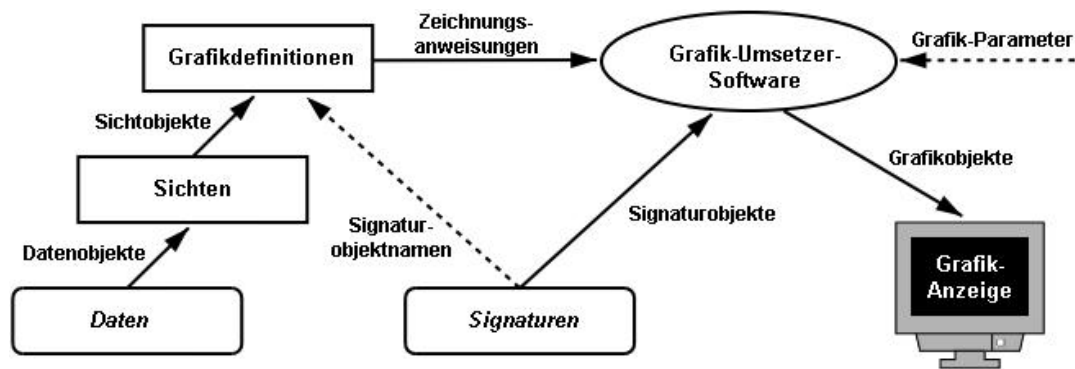 Zeichnungs-
anweisungen
Grafikdefinitionen
Grafik-Umsetzer-
Software
Grafik-Parameter
Sichtobjekte
Grafikobjekte
Sichten
Signatur-
objektnamen
Signaturobjekte
Datenobjekte
Grafik-
Anzeige
Daten
Signaturen